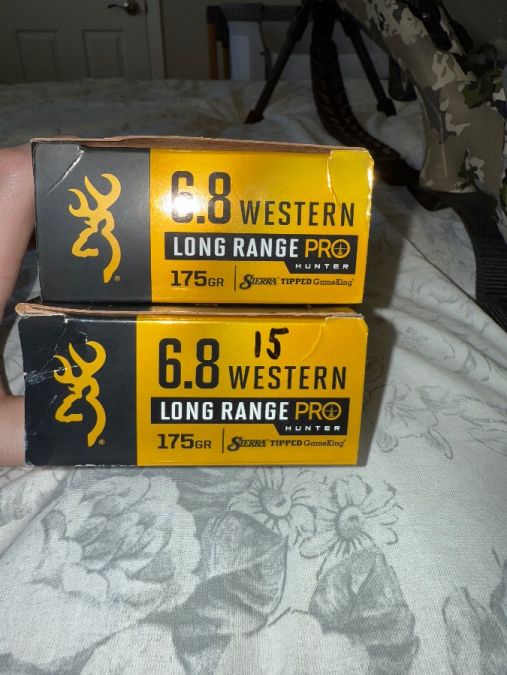 6.8 WESTERN
LONG RANGE PRO
HUNTER
175GR SIERRA TIPPED GameKing®
15
6.8 WESTERN
LONG RANGE PRO
HUNTER
175GR SIERRA TIPPED GameKing®